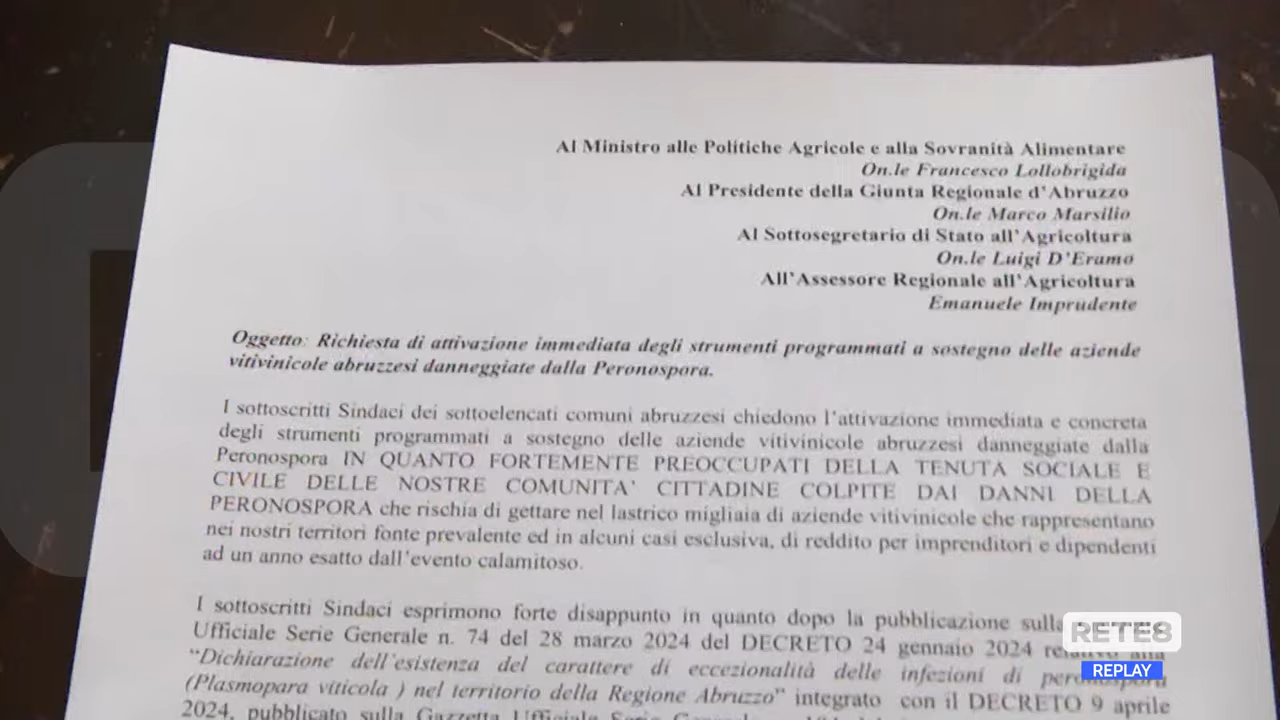 Al Ministro alle Politiche Agricole e alla Sovranità Alimentare
On.le Francesco Lollobrigida
Al Presidente della Giunta Regionale d'Abruzzo
On.le Marco Marsilio
Al Sottosegretario di Stato all'Agricoltura
On.le Luigi D'Eramo
All'Assessore Regionale all'Agricoltura
Emanuele Imprudente
Oggetto: Richiesta di attivazione immediata degli strumenti programmati a sostegno delle aziende
vitivinicole abruzzesi danneggiate dalla Peronospora.
I sottoscritti Sindaci dei sottoelencati comuni abruzzesi chiedono l'attivazione immediata e concreta
degli strumenti programmati a sostegno delle aziende vitivinicole abruzzesi danneggiate dalla
Peronospora IN QUANTO FORTEMENTE PREOCCUPATI DELLA TENUTA SOCIALE E
CIVILE DELLE NOSTRE COMUNITA' CITTADINE COLPITE DAI DANNI DELLA
PERONOSPORA che rischia di gettare nel lastrico migliaia di aziende vitivinicole che rappresentano
nei nostri territori fonte prevalente ed in alcuni casi esclusiva, di reddito per imprenditori e dipendenti
ad un anno esatto dall'evento calamitoso.
I sottoscritti Sindaci esprimono forte disappunto in quanto dopo la pubblicazione sulla
Ufficiale Serie Generale n. 74 del 28 marzo 2024 del DECRETO 24 gennaio 2024 relativo alla
"Dichiarazione dell'esistenza del carattere di eccezionalità delle infezioni di peronospora
(Plasmopara viticola ) nel territorio della Regione Abruzzo" integrato con il DECRETO 9 aprile
2024, pubblicato sulla Gazzetta Ufficiale Serie Generale
RETE8
REPLAY